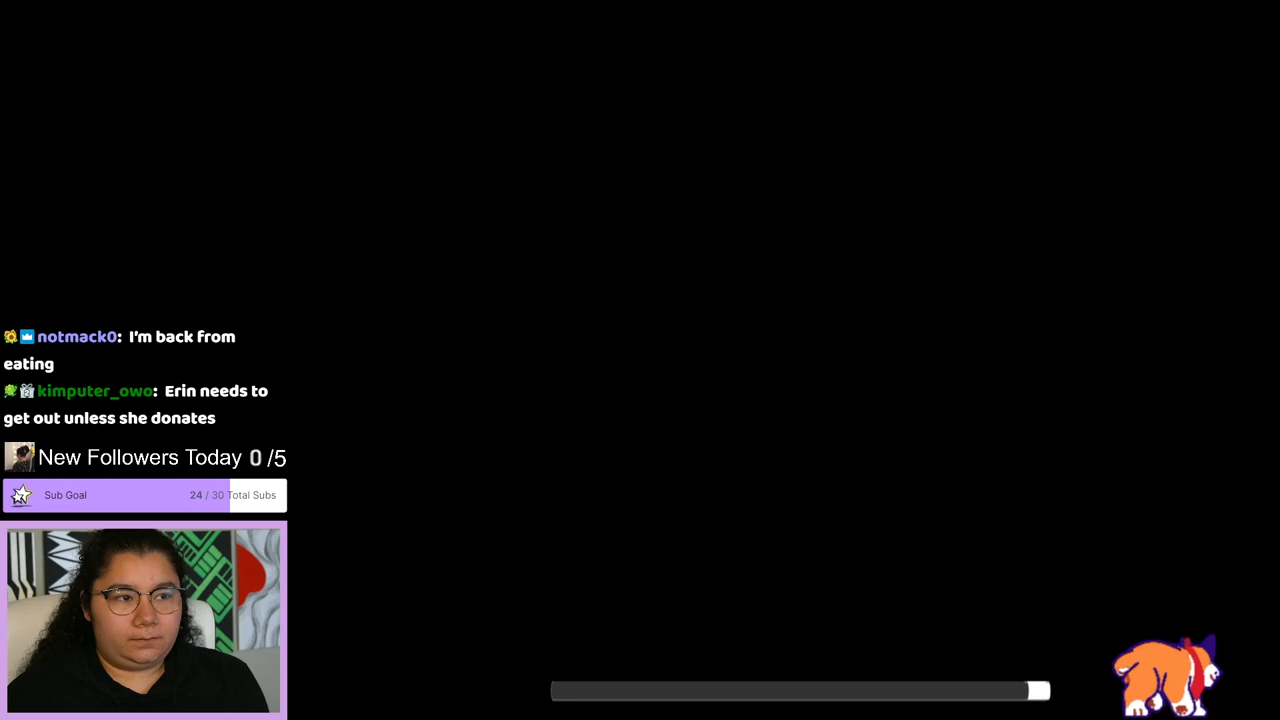 notmack0: I'm back from
eating
kimputer_owo: Erin needs to
get out unless she donates
New Followers Today 0 /5
Sub Goal 24 / 30 Total Subs